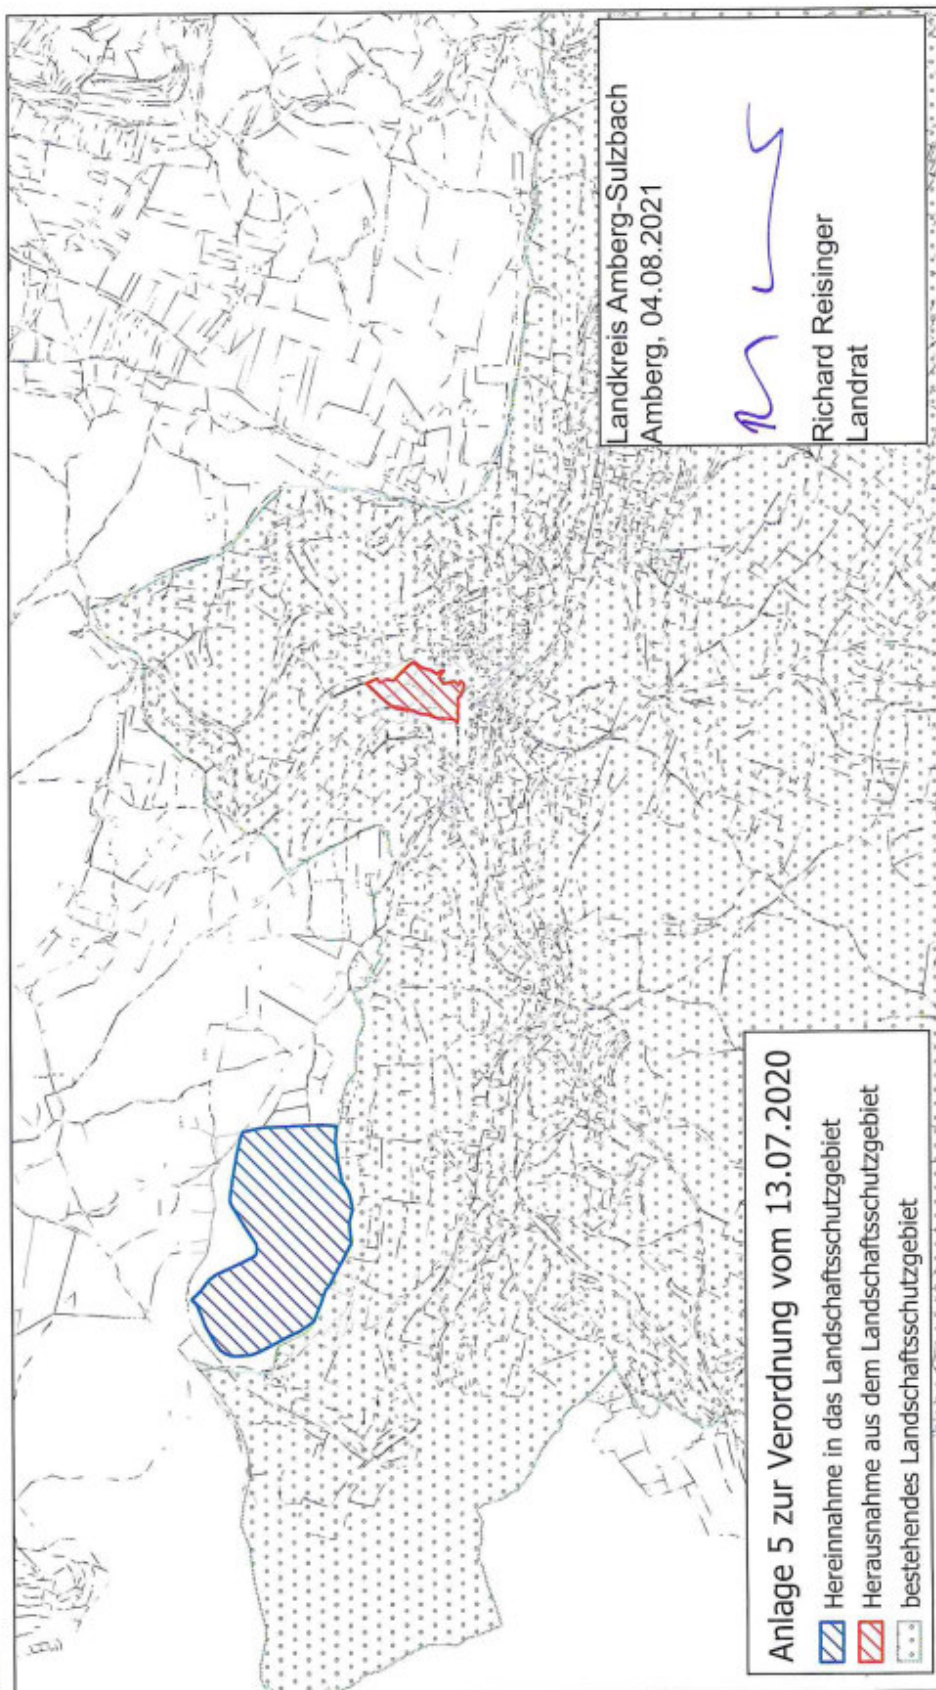 Landkreis Amberg-Sulzbach
Amberg, 04.08.2021
Richard Reisinger
Landrat
Anlage 5 zur Verordnung vom 13.07.2020
Hereinnahme in das Landschaftsschutzgebiet
Herausnahme aus dem Landschaftsschutzgebiet
bestehendes Landschaftsschutzgebiet